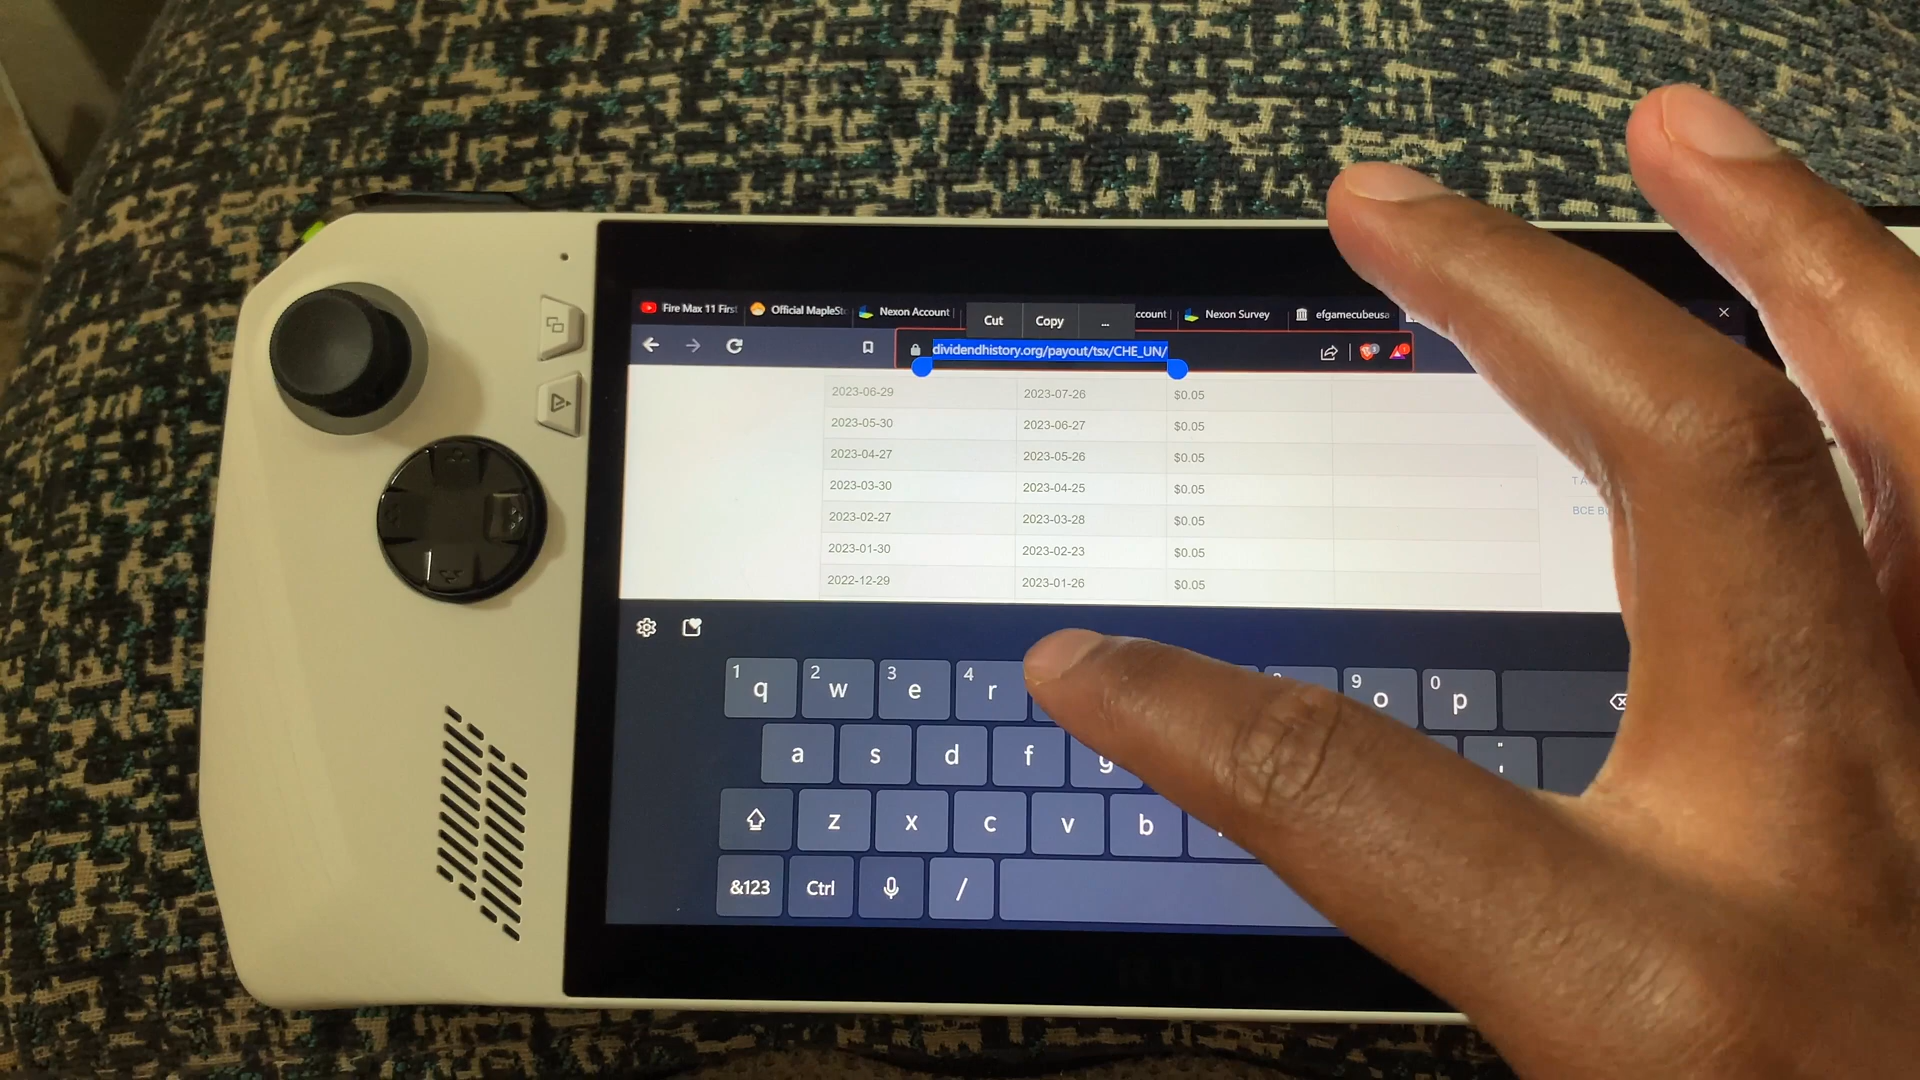 Fire Max 11 First
Official MapleSt
Nexon Account
ccount
Nexon Survey
efgamecubeusa
Cut
Copy
...
dividendhistory.org/payout/tsx/CHE_UN/
2023-06-29 2023-07-26 $0.05
2023-05-30 2023-06-27 $0.05
2023-04-27 2023-05-26 $0.05
2023-03-30 2023-04-25 $0.05
2023-02-27 2023-03-28 $0.05
2023-01-30 2023-02-23 $0.05
2022-12-29 2023-01-26 $0.05
BCE
1 q 2 w 3 e 4 r 9 o 0 p
a s d f g " '
z x c v b
&123 Ctrl /